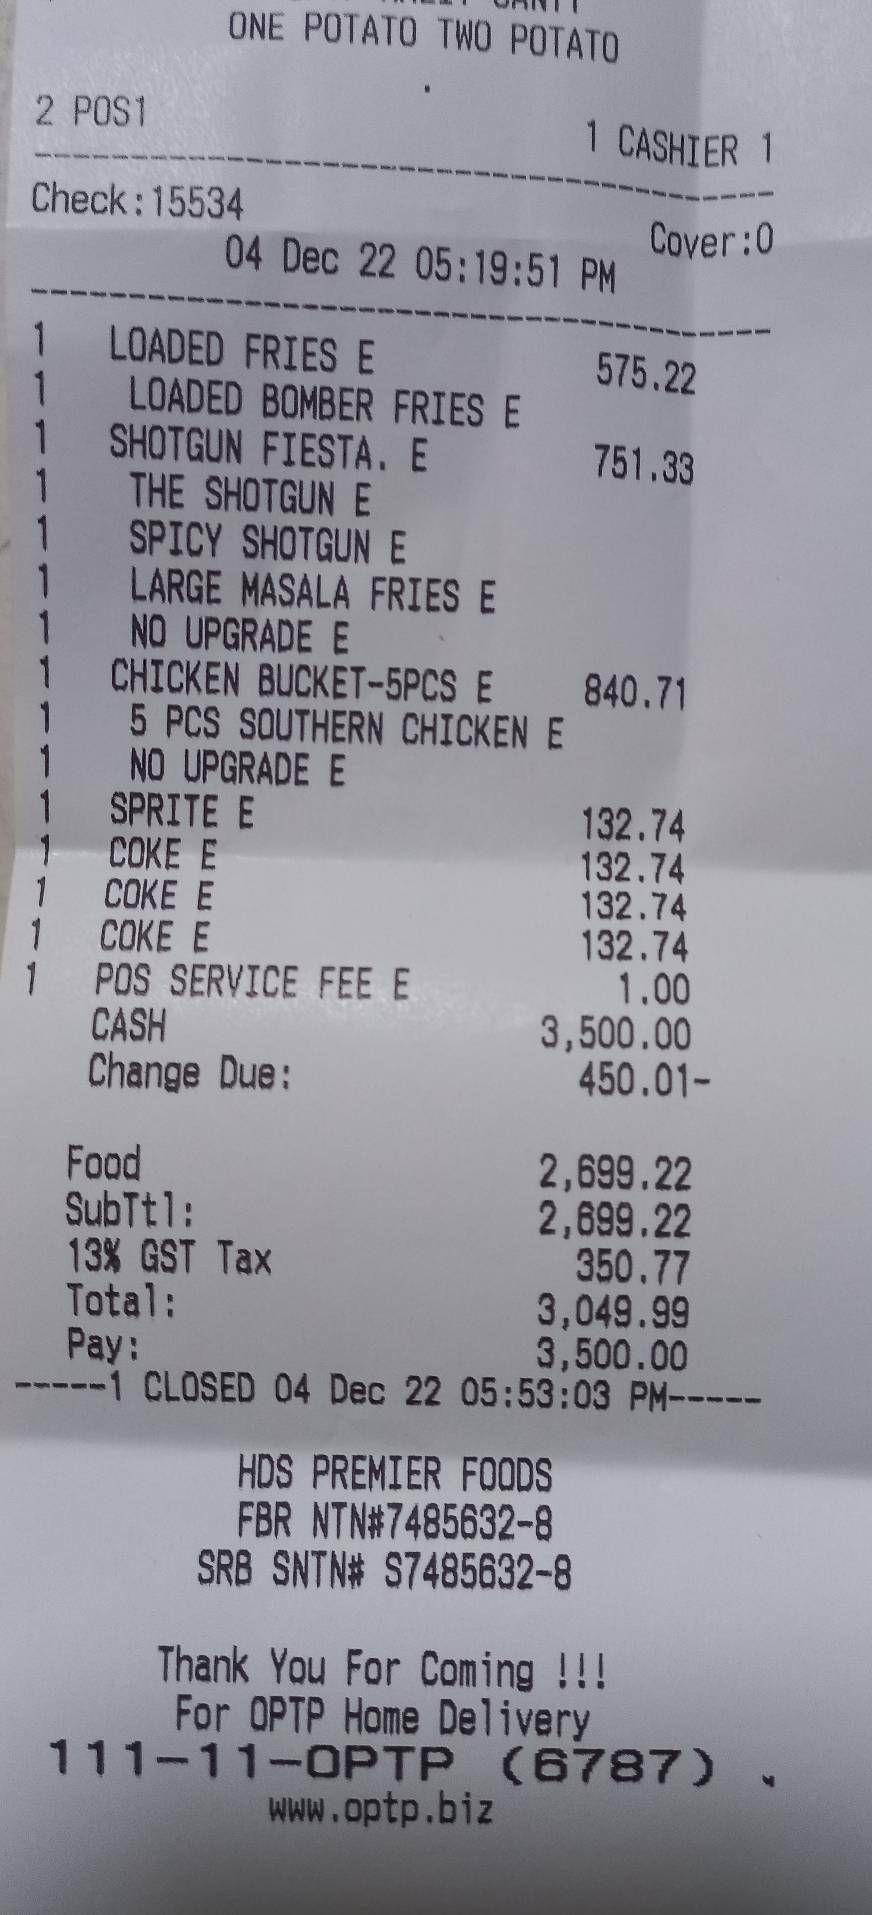 ONE POTATO TWO POTATO
2 POS1 1 CASHIER 1
Check:15534 Cover:0
04 Dec 22 05:19:51 PM
1 LOADED FRIES E 575.22
1 LOADED BOMBER FRIES E
1 SHOTGUN FIESTA. E 751.33
1 THE SHOTGUN E
1 SPICY SHOTGUN E
1 LARGE MASALA FRIES E
1 NO UPGRADE E
1 CHICKEN BUCKET-5PCS E 840.71
1 5 PCS SOUTHERN CHICKEN E
1 NO UPGRADE E
1 SPRITE E 132.74
1 COKE E 132.74
1 COKE E 132.74
1 COKE E 132.74
1 POS SERVICE FEE E 1.00
CASH 3,500.00
Change Due: 450.01-
Food 2,699.22
SubTtl: 2,699.22
13% GST Tax 350.77
Total: 3,049.99
Pay: 3,500.00
-----1 CLOSED 04 Dec 22 05:53:03 PM-----
HDS PREMIER FOODS
FBR NTN#7485632-8
SRB SNTN# S7485632-8
Thank You For Coming !!!
For OPTP Home Delivery
111-11-OPTP (6787) .
www.optp.biz